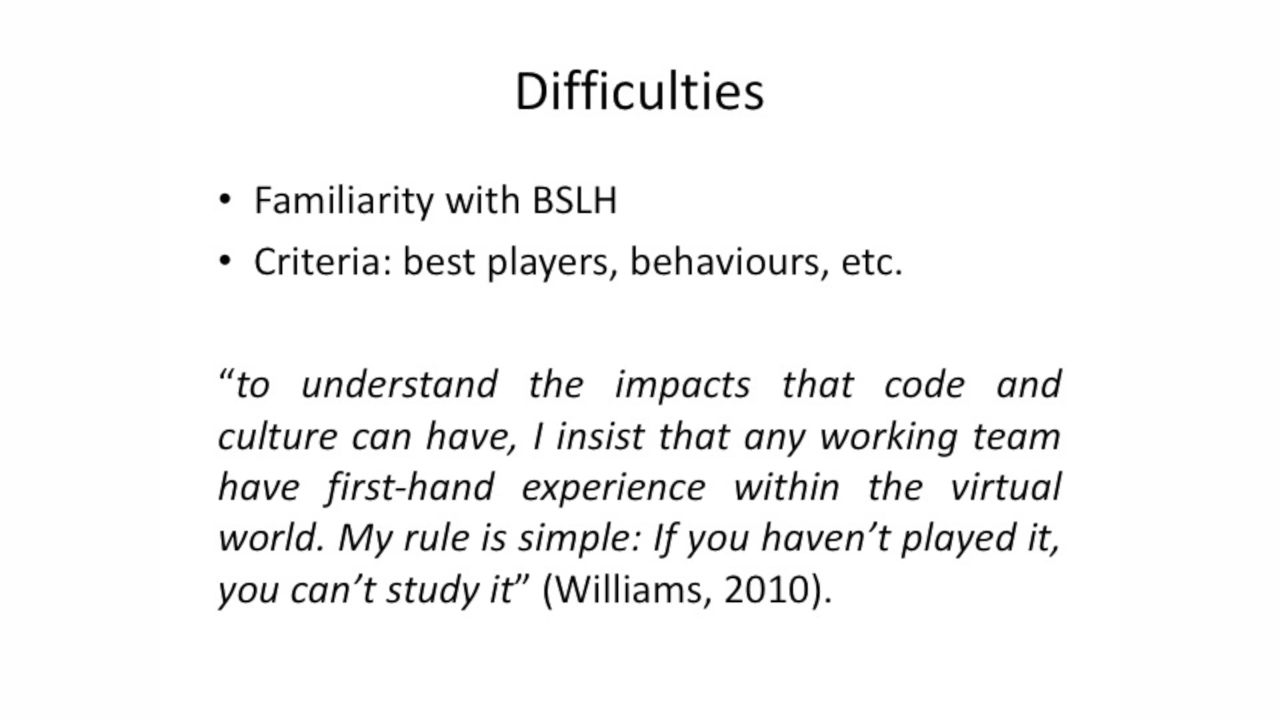 Difficulties
• Familiarity with BSLH
• Criteria: best players, behaviours, etc.
“to understand the impacts that code and
culture can have, I insist that any working team
have first-hand experience within the virtual
world. My rule is simple: If you haven’t played it,
you can’t study it” (Williams, 2010).